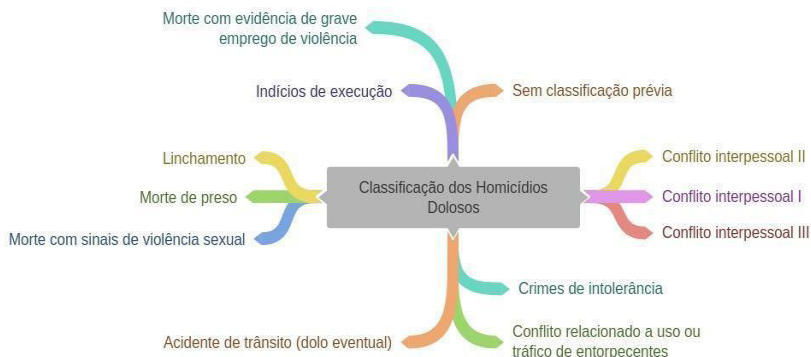 Morte com evidência de grave
emprego de violência
Indícios de execução
Sem classificação prévia
Linchamento
Morte de preso
Morte com sinais de violência sexual
Classificação dos Homicídios
Dolosos
Conflito interpessoal II
Conflito interpessoal I
Conflito interpessoal III
Crimes de intolerância
Acidente de trânsito (dolo eventual)
Conflito relacionado a uso ou
tráfico de entorpecentes